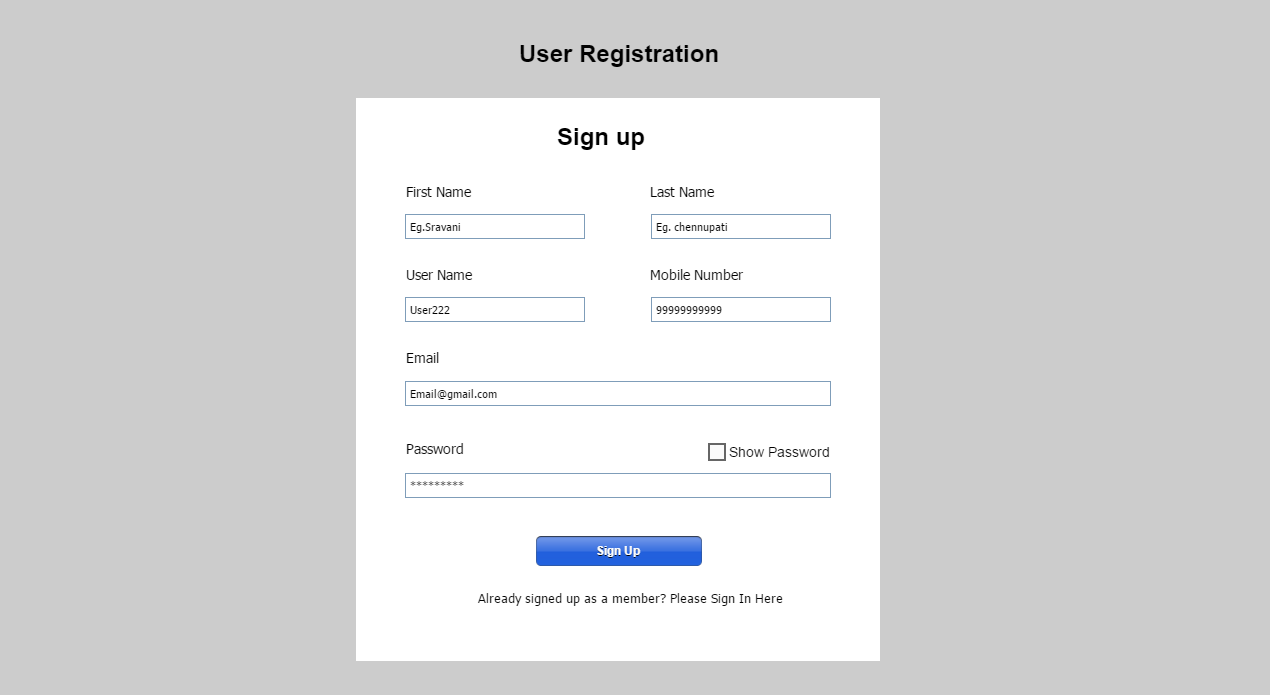 User Registration
Sign up
First Name
Last Name
Eg.Sravani
Eg. chennupati
User Name
Mobile Number
User222
99999999999
Email
Email@gmail.com
Password
Show Password
*********
Sign Up
Already signed up as a member? Please Sign In Here